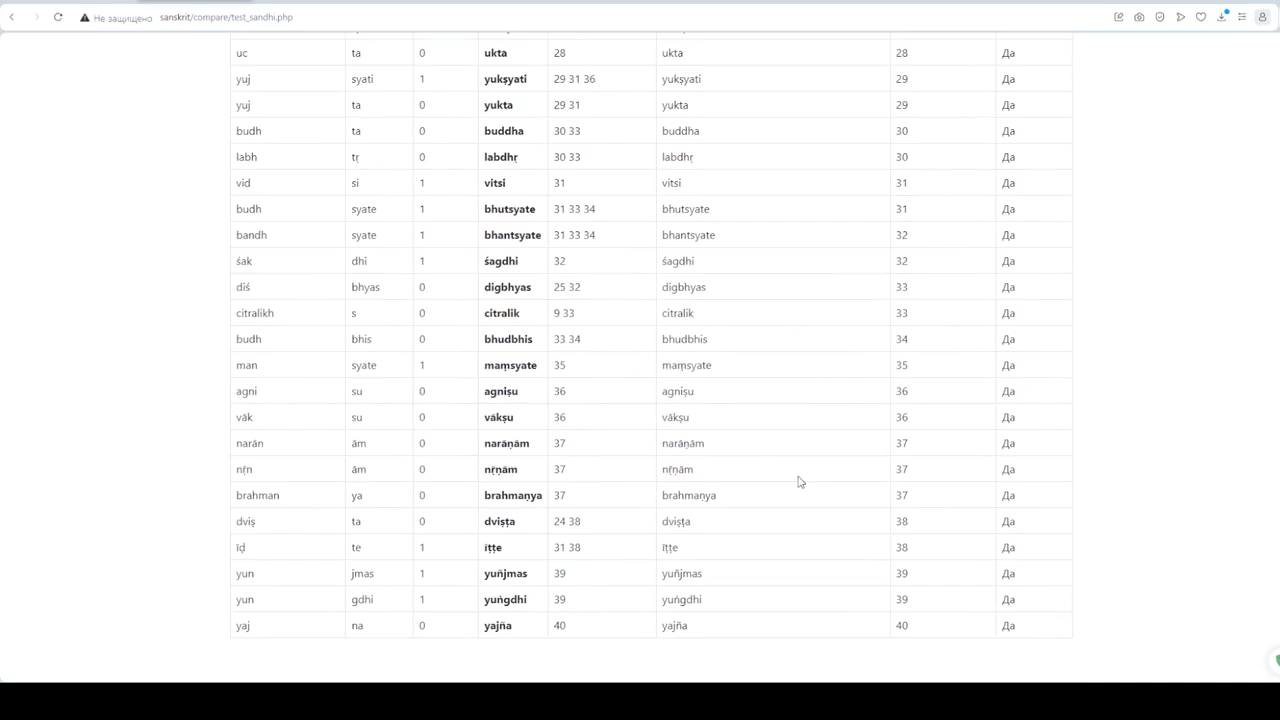 Не защищено sanskrit/compare/test_sandhi.php
uc ta 0 ukta 28 ukta 28 Да
yuj syati 1 yukṣyati 29 31 36 yukṣyati 29 Да
yuj ta 0 yukta 29 31 yukta 29 Да
budh ta 0 buddha 30 33 buddha 30 Да
labh tṛ 0 labdhṛ 30 33 labdhṛ 30 Да
vid si 1 vitsi 31 vitsi 31 Да
budh syate 1 bhutsyate 31 33 34 bhutsyate 31 Да
bandh syate 1 bhantsyate 31 33 34 bhantsyate 32 Да
śak dhi 1 śagdhi 32 śagdhi 32 Да
diś bhyas 0 digbhyas 25 32 digbhyas 33 Да
citralikh s 0 citralik 9 33 citralik 33 Да
budh bhis 0 bhudbhis 33 34 bhudbhis 34 Да
man syate 1 maṃsyate 35 maṃsyate 35 Да
agni su 0 agniṣu 36 agniṣu 36 Да
vāk su 0 vākṣu 36 vākṣu 36 Да
narān ām 0 narāṇām 37 narāṇām 37 Да
nṝn ām 0 nṝṇām 37 nṝṇām 37 Да
brahman ya 0 brahmaṇya 37 brahmaṇya 37 Да
dviṣ ta 0 dviṣṭa 24 38 dviṣṭa 38 Да
īḍ te 1 īṭṭe 31 38 īṭṭe 38 Да
yun jmas 1 yuñjmas 39 yuñjmas 39 Да
yun gdhi 1 yuṅgdhi 39 yuṅgdhi 39 Да
yaj na 0 yajña 40 yajña 40 Да